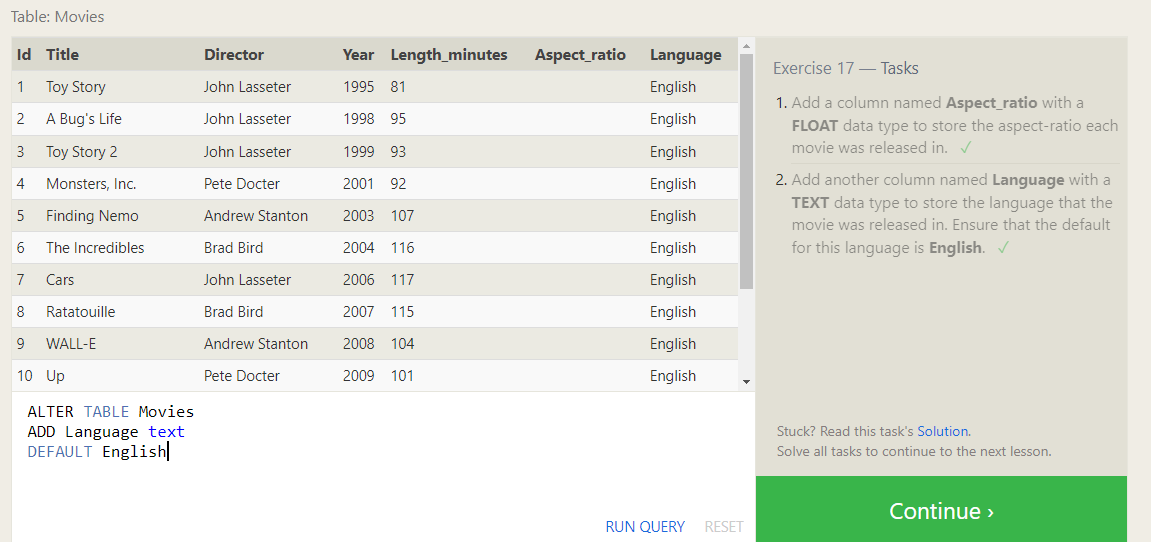 Table: Movies
Id Title Director Year Length_minutes Aspect_ratio Language
1 Toy Story John Lasseter 1995 81 English
2 A Bug's Life John Lasseter 1998 95 English
3 Toy Story 2 John Lasseter 1999 93 English
4 Monsters, Inc. Pete Docter 2001 92 English
5 Finding Nemo Andrew Stanton 2003 107 English
6 The Incredibles Brad Bird 2004 116 English
7 Cars John Lasseter 2006 117 English
8 Ratatouille Brad Bird 2007 115 English
9 WALL-E Andrew Stanton 2008 104 English
10 Up Pete Docter 2009 101 English
ALTER TABLE Movies
ADD Language text
DEFAULT English
RUN QUERY RESET
Exercise 17 — Tasks
1. Add a column named Aspect_ratio with a
FLOAT data type to store the aspect-ratio each
movie was released in. ✓
2. Add another column named Language with a
TEXT data type to store the language that the
movie was released in. Ensure that the default
for this language is English. ✓
Stuck? Read this task's Solution.
Solve all tasks to continue to the next lesson.
Continue ›